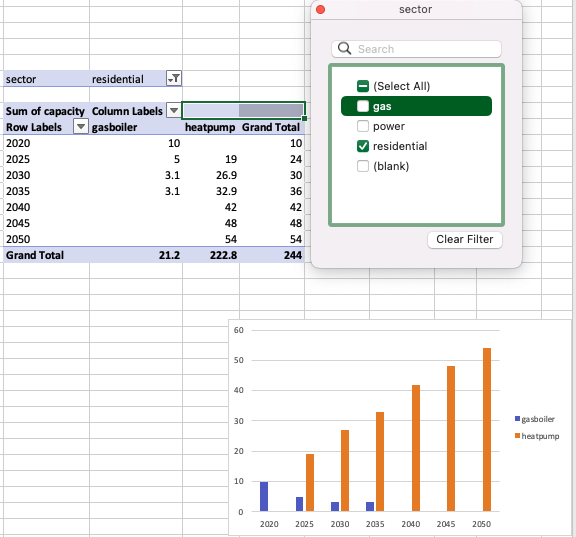 sector
Search
(Select All)
gas
power
residential
(blank)
Clear Filter
sector residential
Sum of capacity Column Labels
Row Labels gasboiler heatpump Grand Total
2020 10 10
2025 5 19 24
2030 3.1 26.9 30
2035 3.1 32.9 36
2040 42 42
2045 48 48
2050 54 54
Grand Total 21.2 222.8 244
60
50
40
30
20
10
0
2020 2025 2030 2035 2040 2045 2050
gasboiler
heatpump